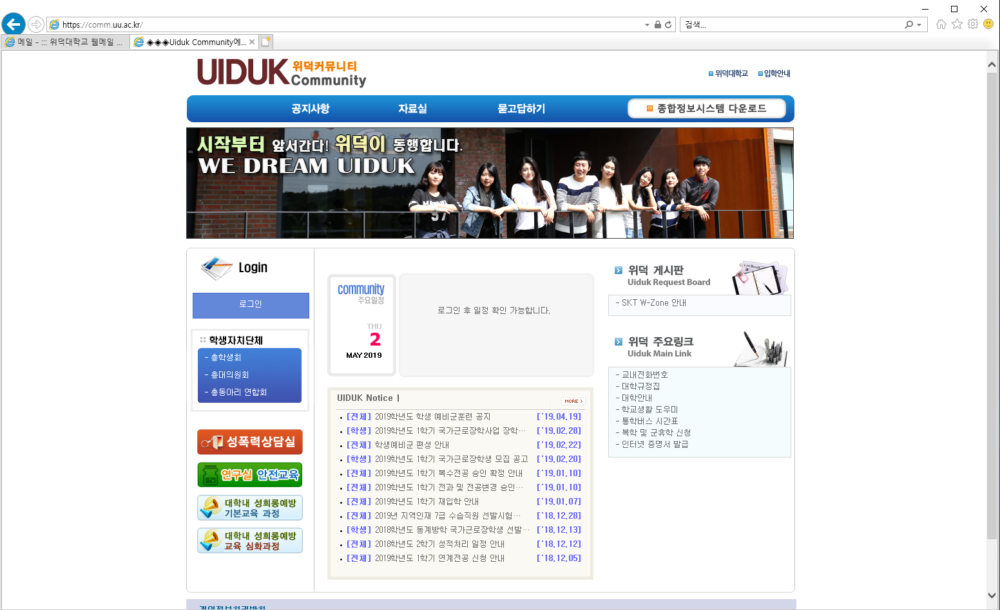 https://comm.uu.ac.kr/
검색...
메일 - ::: 위덕대학교 웹메일 ...
◈◈◈Uiduk Community에...
UIDUK 위덕커뮤니티
Community
위덕대학교 입학안내
공지사항 자료실 묻고답하기 종합정보시스템 다운로드
시작부터 앞서간다! 위덕이 동행합니다.
WE DREAM UIDUK
Login
로그인
학생자치단체
- 총학생회
- 총대의원회
- 총동아리 연합회
성폭력상담실
연구실 안전교육
대학내 성희롱예방
기본교육 과정
대학내 성희롱예방
교육 심화과정
community
주요일정
THU
2
MAY 2019
로그인 후 일정 확인 가능합니다.
UIDUK Notice |
MORE >
• [전체] 2019학년도 학생 예비군훈련 공지 ['19.04.19]
• [학생] 2019학년도 1학기 국가근로장학사업 장학… ['19.02.28]
• [전체] 학생예비군 편성 안내 ['19.02.22]
• [학생] 2019학년도 1학기 국가근로장학생 모집 공고 ['19.02.20]
• [전체] 2019학년도 1학기 복수전공 승인 확정 안내 ['19.01.10]
• [전체] 2019학년도 1학기 전과 및 전공변경 승인… ['19.01.10]
• [전체] 2019학년도 1학기 재입학 안내 ['19.01.07]
• [전체] 2019년 지역인재 7급 수습직원 선발시험… ['18.12.28]
• [학생] 2018학년도 동계방학 국가근로장학생 선발… ['18.12.13]
• [전체] 2018학년도 2학기 성적처리 일정 안내 ['18.12.12]
• [전체] 2019학년도 1학기 연계전공 신청 안내 ['18.12.05]
위덕 게시판
Uiduk Request Board
- SKT W-Zone 안내
위덕 주요링크
Uiduk Main Link
- 교내전화번호
- 대학규정집
- 대학안내
- 학교생활 도우미
- 통학버스 시간표
- 복학 및 군휴학 신청
- 인터넷 증명서 발급